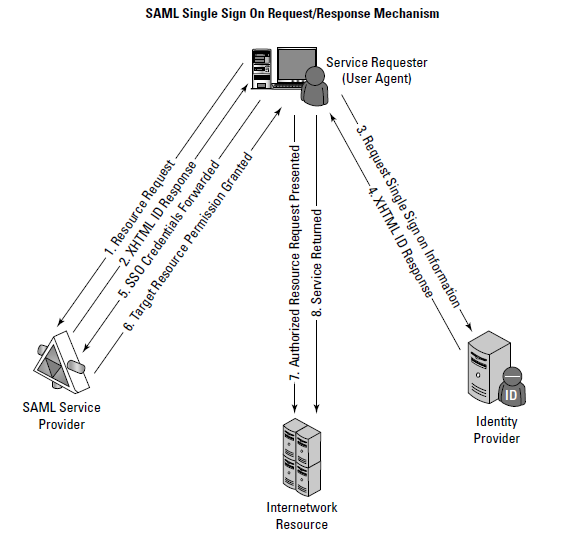 SAML Single Sign On Request/Response Mechanism
Service Requester
(User Agent)
1. Resource Request
2. XHTML ID Response
5. SSO Credentials Forwarded
6. Target Resource Permission Granted
7. Authorized Resource Request Presented
8. Service Returned
3. Request Single Sign on Information
4. XHTML ID Response
SAML Service
Provider
ID
Identity
Provider
Internetwork
Resource